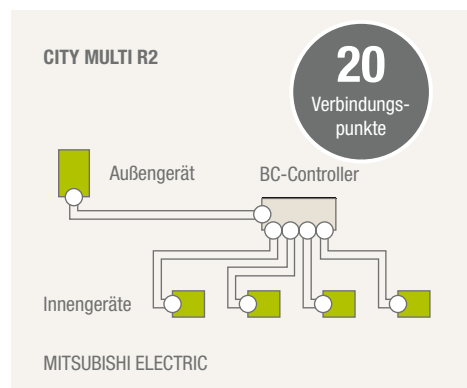 CITY MULTI R2
20
Verbindungs-
punkte
Außengerät
BC-Controller
Innengeräte
MITSUBISHI ELECTRIC